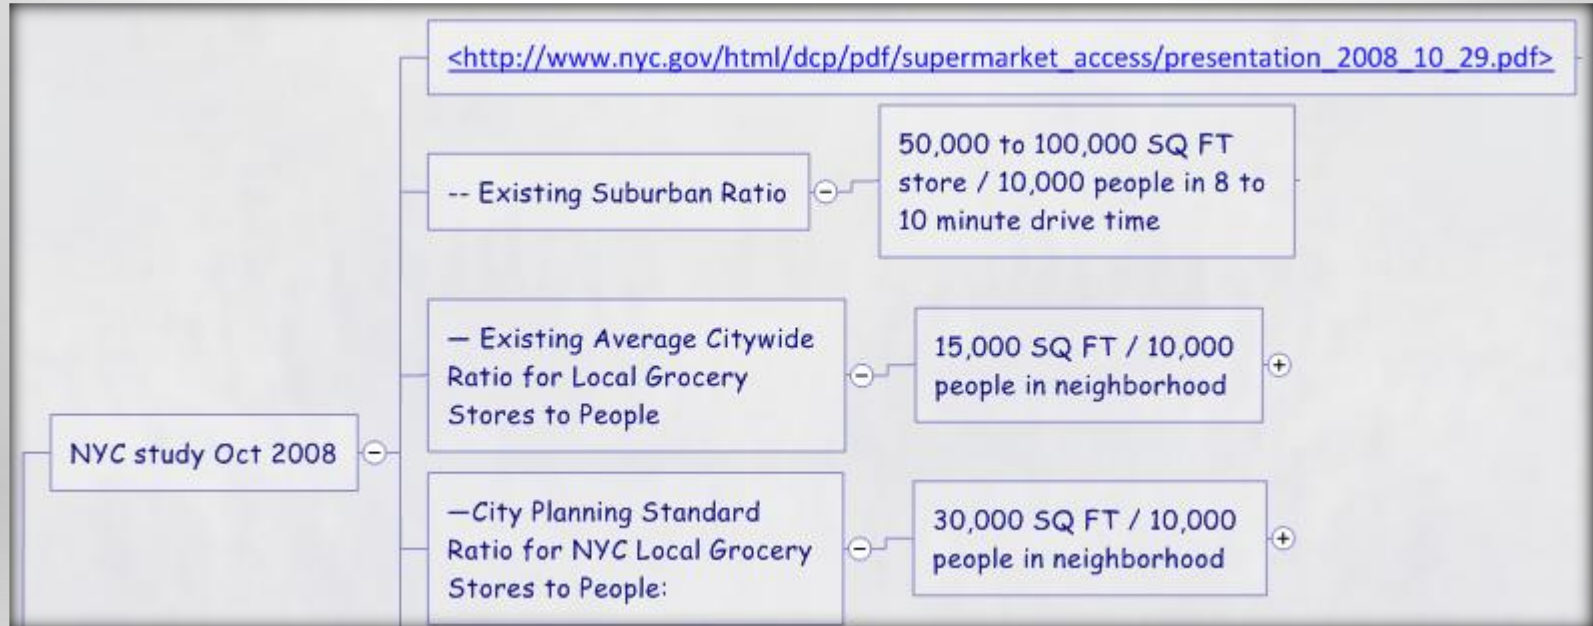 <http://www.nyc.gov/html/dcp/pdf/supermarket_access/presentation_2008_10_29.pdf>
-- Existing Suburban Ratio
50,000 to 100,000 SQ FT
store / 10,000 people in 8 to
10 minute drive time
— Existing Average Citywide
Ratio for Local Grocery
Stores to People
15,000 SQ FT / 10,000
people in neighborhood
NYC study Oct 2008
—City Planning Standard
Ratio for NYC Local Grocery
Stores to People:
30,000 SQ FT / 10,000
people in neighborhood